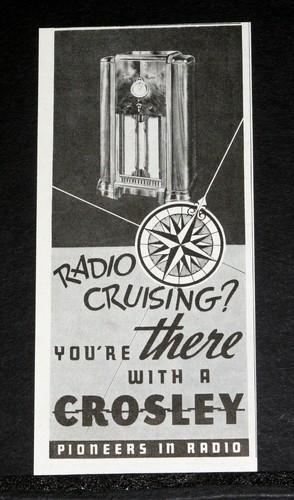 RADIO
CRUISING?
YOU'RE there
WITH A
CROSLEY
PIONEERS IN RADIO